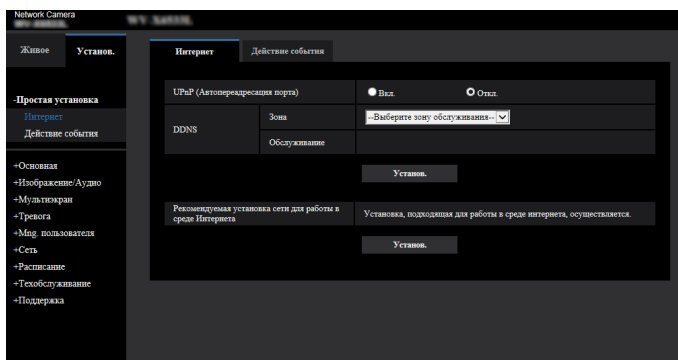 Network Camera
Живое
Установ.
Интернет
Действие события
-Простая установка
Интернет
Действие события
+Основная
+Изображение/Аудио
+Мультиэкран
+Тревога
+Mng. пользователя
+Сеть
+Расписание
+Техобслуживание
+Поддержка
UPnP (Автопереадресация порта)
Вкл.
Откл.
DDNS
Зона
--Выберите зону обслуживания--
Обслуживание
Установ.
Рекомендуемая установка сети для работы в
среде Интернета
Установка, подходящая для работы в среде интернета, осуществляется.
Установ.